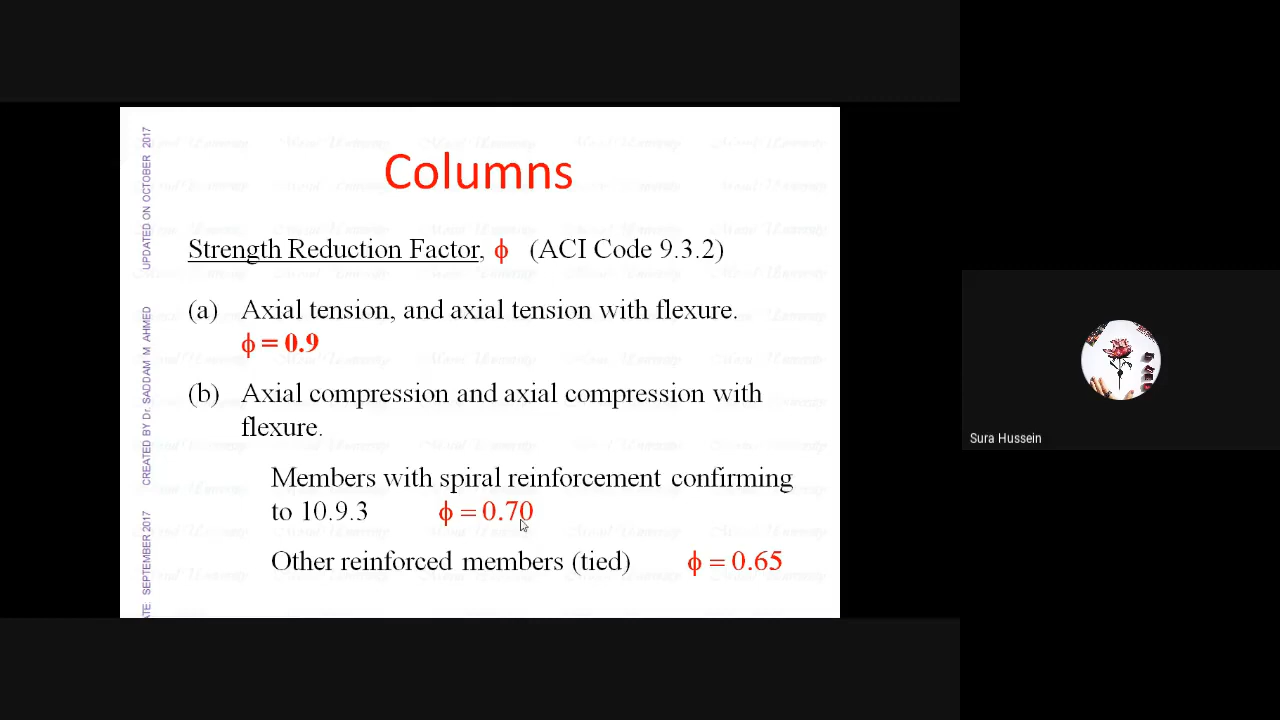 Columns
Strength Reduction Factor, ϕ (ACI Code 9.3.2)
(a) Axial tension, and axial tension with flexure.
ϕ = 0.9
(b) Axial compression and axial compression with
flexure.
Members with spiral reinforcement confirming
to 10.9.3 ϕ = 0.70
Other reinforced members (tied) ϕ = 0.65
UPDATED ON OCTOBER 2017
CREATED BY Dr. SADDAM M AHMED
SEPTEMBER 2017
Sura Hussein